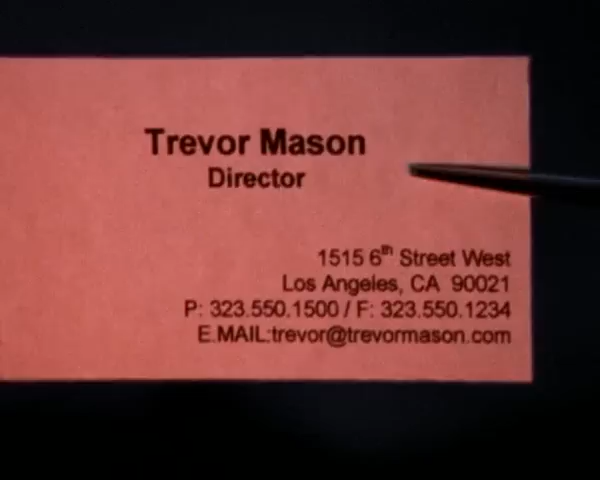 Trevor Mason
Director
1515 6th Street West
Los Angeles, CA 90021
P: 323.550.1500 / F: 323.550.1234
E.MAIL:trevor@trevormason.com